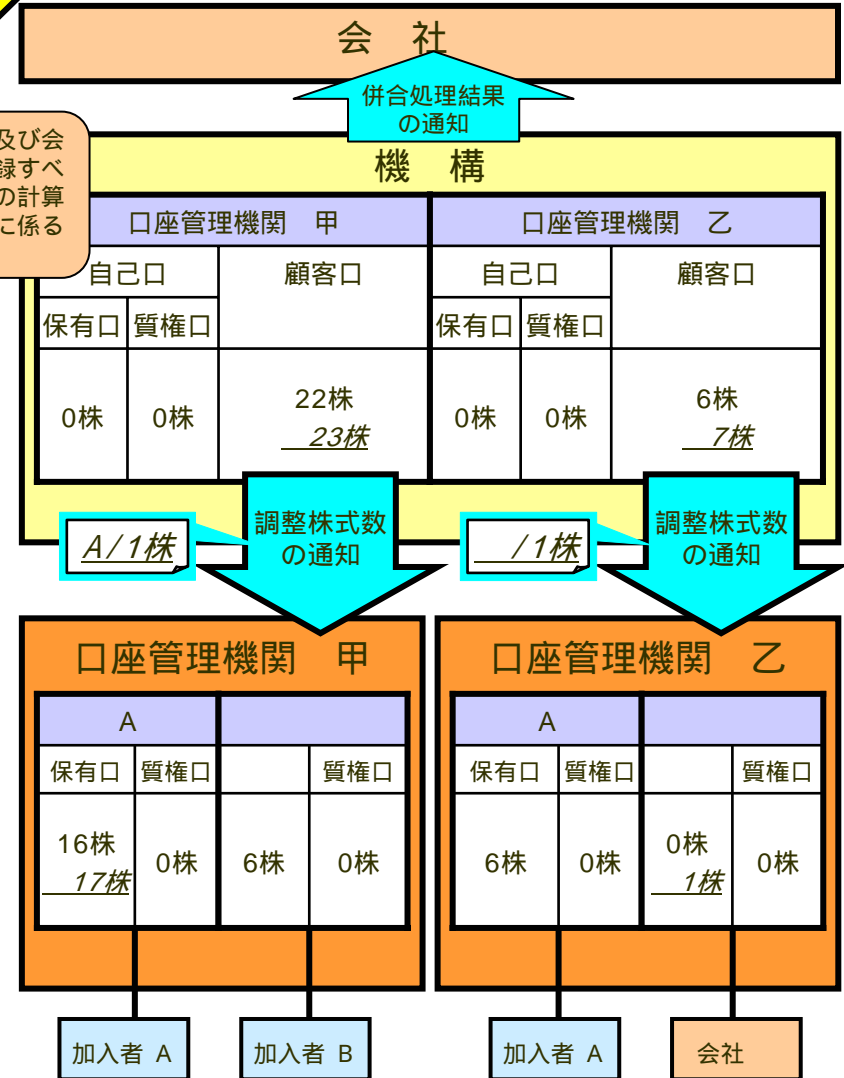 会　社
併合処理結果
の通知
及び会
録すべ
の計算
に係る
機　構
口座管理機関　甲
口座管理機関　乙
自己口
顧客口
自己口
顧客口
保有口
質権口
保有口
質権口
0株
0株
22株
23株
0株
0株
6株
7株
A/1株
調整株式数
の通知
/1株
調整株式数
の通知
口座管理機関　甲
口座管理機関　乙
A
A
保有口
質権口
質権口
保有口
質権口
質権口
16株
17株
0株
6株
0株
6株
0株
0株
1株
0株
加入者 A
加入者 B
加入者 A
会社